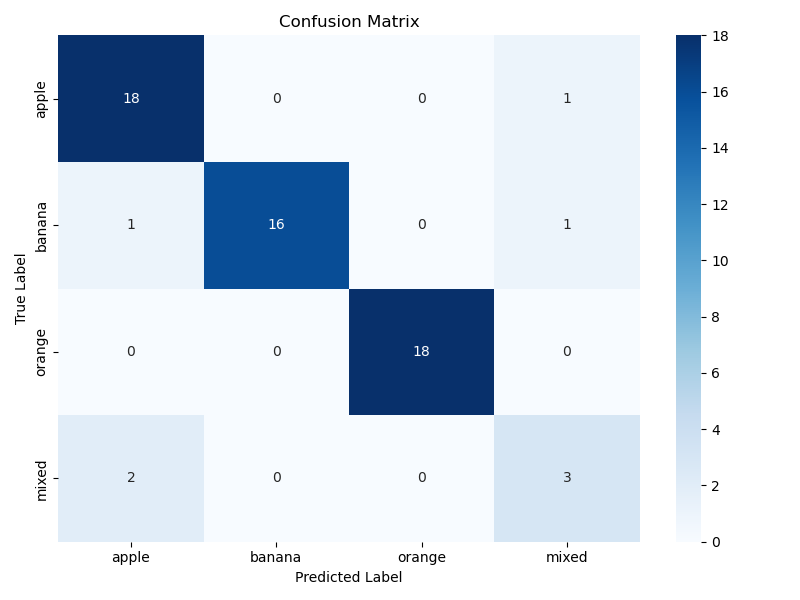 Confusion Matrix
True Label
apple 18 0 0 1
banana 1 16 0 1
orange 0 0 18 0
mixed 2 0 0 3
apple banana orange mixed
Predicted Label
18
16
14
12
10
8
6
4
2
0